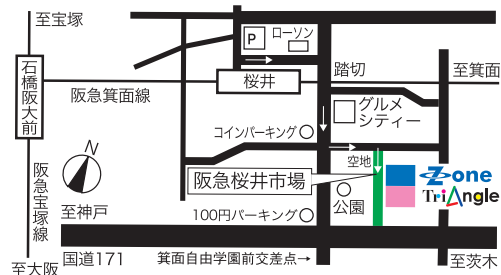 至宝塚
P
ローソン
石橋阪大前
桜井
踏切
至箕面
阪急箕面線
グルメ
シティー
コインパーキング
N
空地
阪急桜井市場
Zone
TriAngle
公園
阪急宝塚線
至神戸
100円パーキング
国道171
箕面自由学園前交差点→
至茨木
至大阪